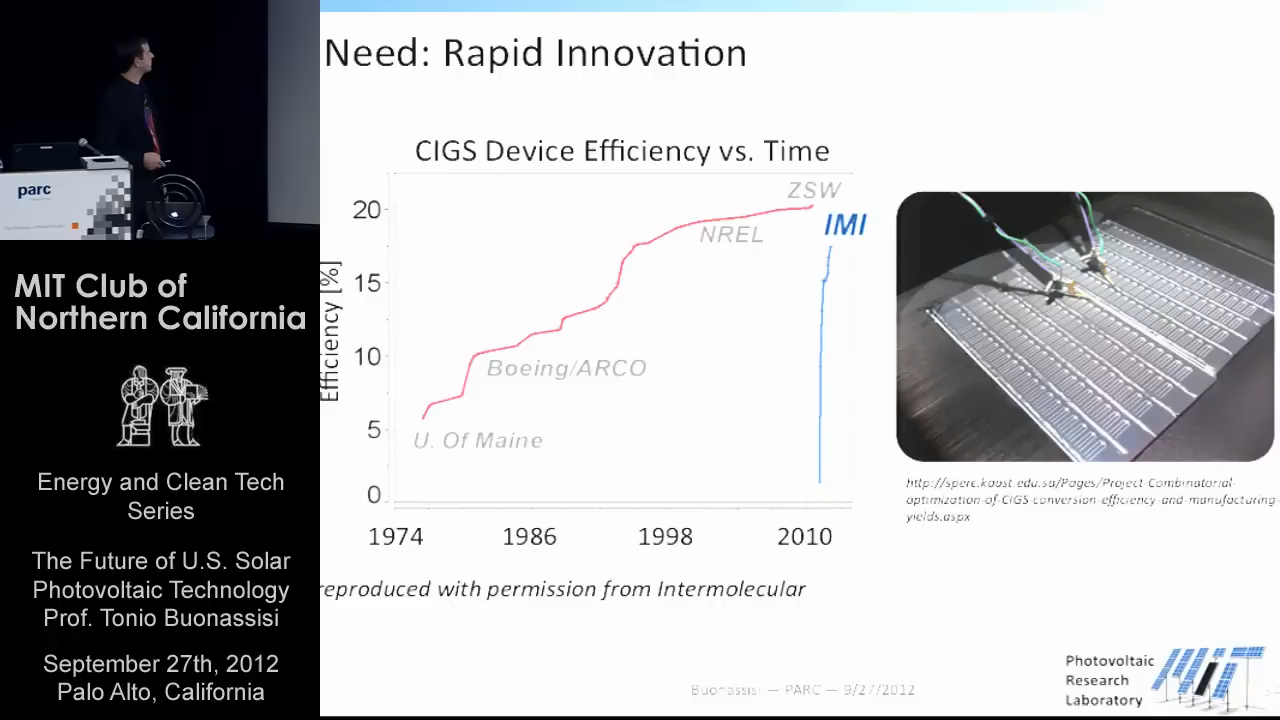 Need: Rapid Innovation
CIGS Device Efficiency vs. Time
ZSW
20
IMI
NREL
15
Efficiency [%]
10
Boeing/ARCO
5
U. Of Maine
0
1974 1986 1998 2010
reproduced with permission from Intermolecular
http://sperc.kaust.edu.sa/Pages/Project-Combinatorial-
optimization-of-CIGS-conversion-efficiency-and-manufacturing-
yields.aspx
Buonassisi — PARC — 9/27/2012
Photovoltaic
Research
Laboratory
MIT
parc
MIT Club of
Northern California
Energy and Clean Tech
Series
The Future of U.S. Solar
Photovoltaic Technology
Prof. Tonio Buonassisi
September 27th, 2012
Palo Alto, California